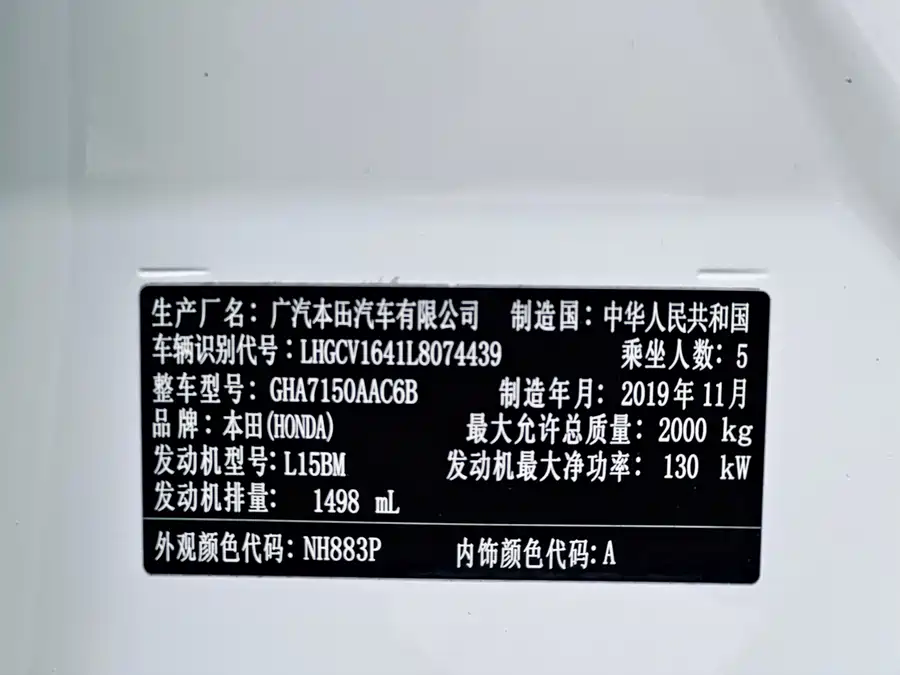 生产厂名：广汽本田汽车有限公司 制造国：中华人民共和国
车辆识别代号：LHGCV1641L8074439 乘坐人数：5
整车型号：GHA7150AAC6B 制造年月：2019年11月
品牌：本田(HONDA) 最大允许总质量：2000 kg
发动机型号：L15BM 发动机最大净功率：130 kW
发动机排量：1498 mL
外观颜色代码：NH883P 内饰颜色代码：A